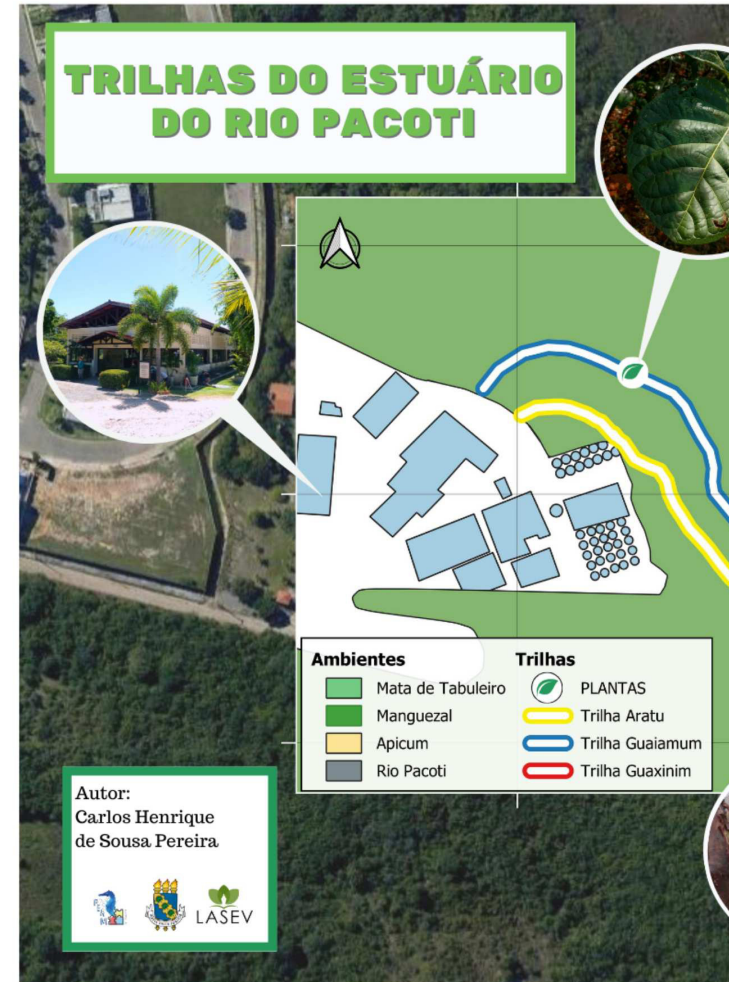 TRILHAS DO ESTUÁRIO
DO RIO PACOTI
Ambientes
Mata de Tabuleiro
Manguezal
Apicum
Rio Pacoti
Trilhas
PLANTAS
Trilha Aratu
Trilha Guaiamum
Trilha Guaxinim
Autor:
Carlos Henrique
de Sousa Pereira
LASEV